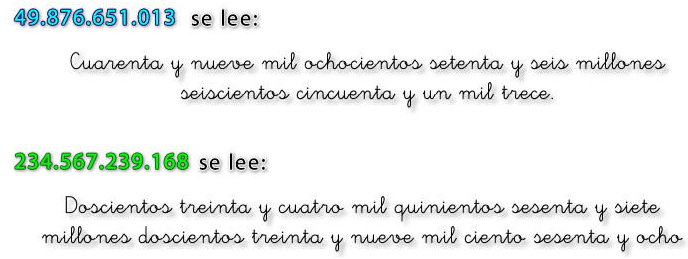 49.876.651.013 se lee:
Cuarenta y nueve mil ochocientos setenta y seis millones
seiscientos cincuenta y un mil trece.
234.567.239.168 se lee:
Doscientos treinta y cuatro mil quinientos sesenta y siete
millones doscientos treinta y nueve mil ciento sesenta y ocho